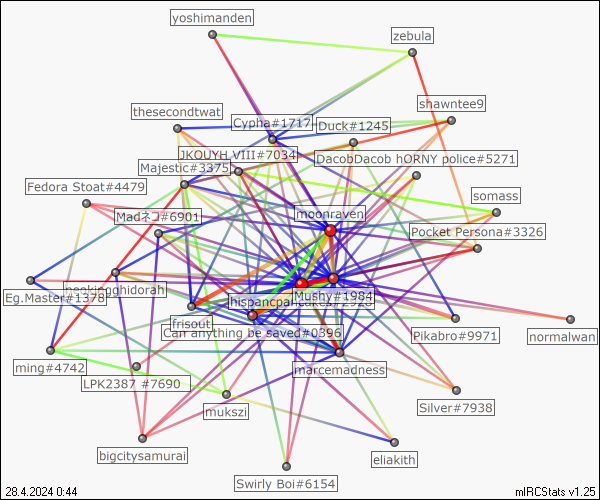 yoshimanden
zebula
shawntee9
thesecondtwat
Cypha#1717
Duck#1245
JKOUYH VIII#7034
DacobDacob hORNY police#5271
Majestic#3375
Fedora Stoat#4479
somass
Madネコ#6901
moonraven
Pocket Persona#3326
neokingghidorah
Eg.Master#1378
Mushy#1984
frisout
Can anything be saved#0396
Pikabro#9971
normalwan
ming#4742
LPK2387 #7690
marcemadness
mukszi
Silver#7938
bigcitysamurai
eliakith
Swirly Boi#6154
28.4.2024 0:44
mIRCStats v1.25